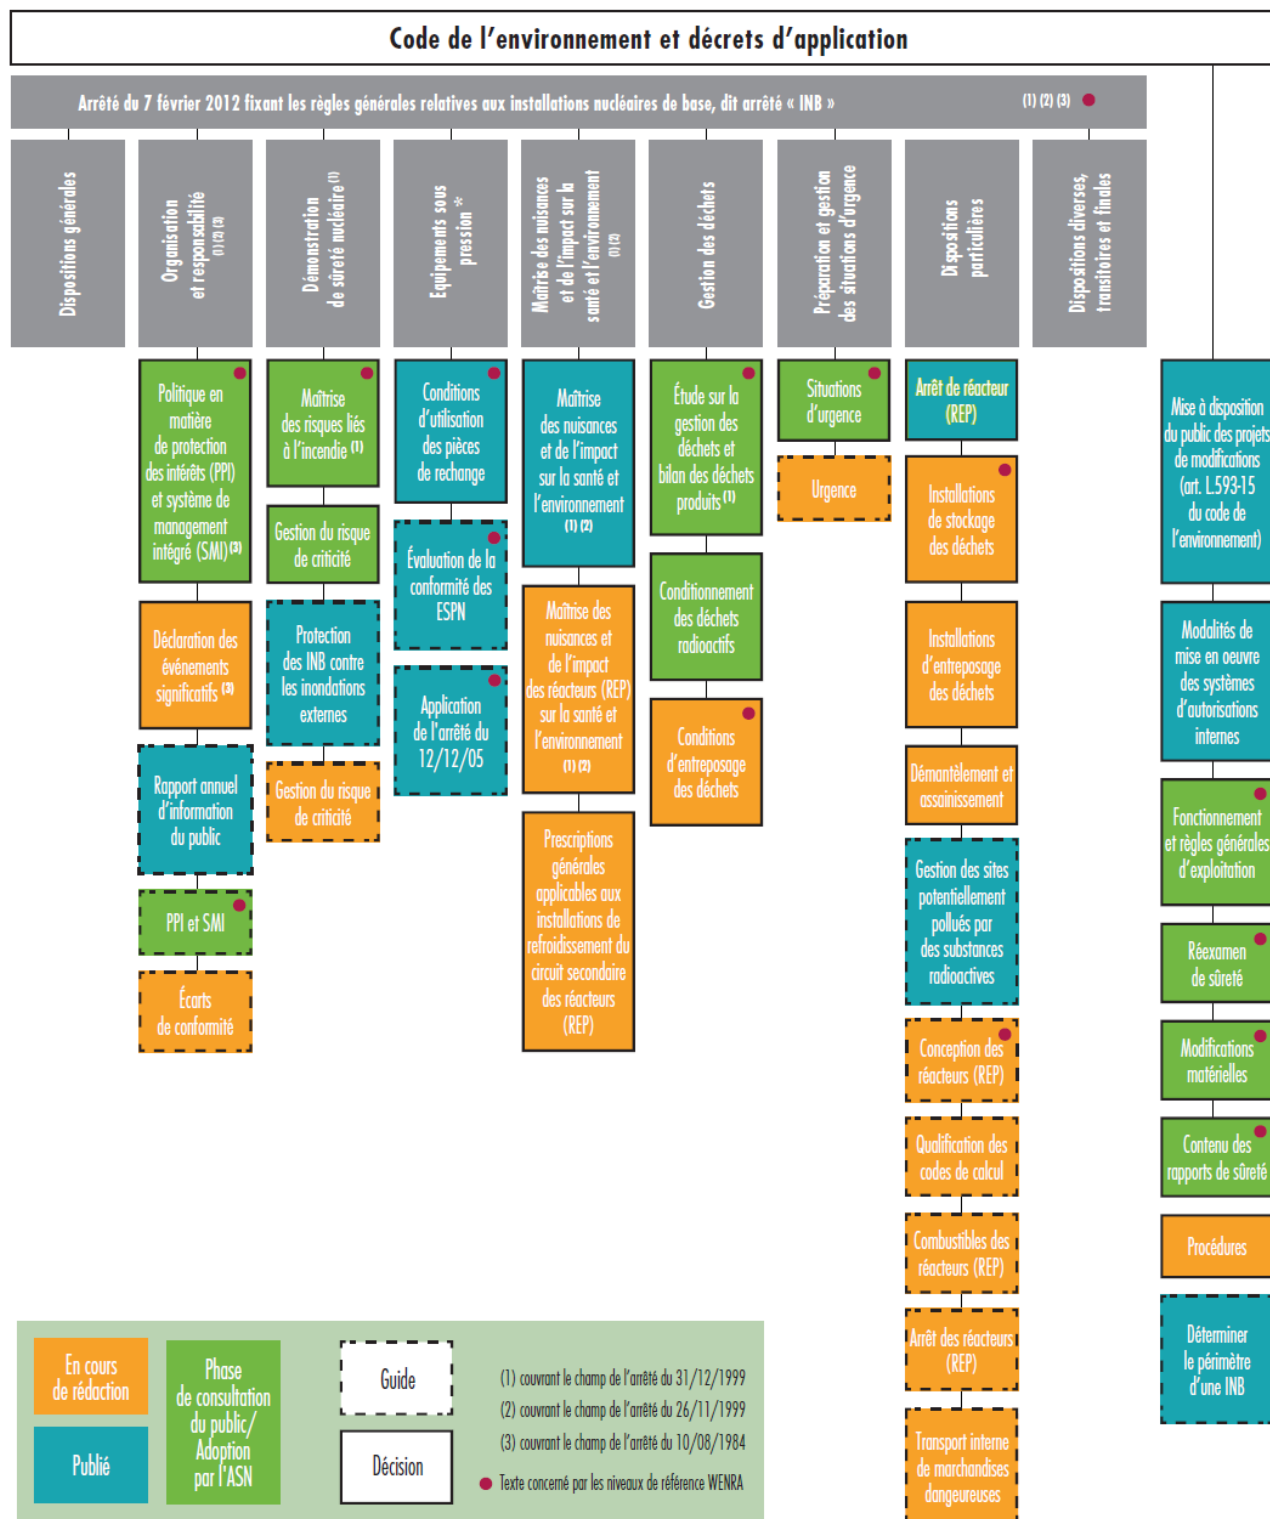 Code de l'environnement et décrets d'application
Arrêté du 7 février 2012 fixant les règles générales relatives aux installations nucléaires de base, dit arrêté « INB »
(1) (2) (3)
Dispositions générales
Organisation
et responsabilité
(1) (2) (3)
Démonstration
de sûreté nucléaire (1)
Equipements sous
pression *
Maîtrise des nuisances
et de l'impact sur la
santé et l'environnement
(1) (2)
Gestion des déchets
Préparation et gestion
des situations d'urgence
Dispositions
particulières
Dispositions diverses,
transitoires et finales
Politique en
matière
de protection
des intérêts (PPI)
et système de
management
intégré (SMI) (3)
Déclaration des
événements
significatifs (3)
Rapport annuel
d'information
du public
PPI et SMI
Écarts
de conformité
Maîtrise
des risques liés
à l'incendie (1)
Gestion du risque
de criticité
Protection
des INB contre
les inondations
externes
Gestion du risque
de criticité
Conditions
d'utilisation
des pièces
de rechange
Évaluation de la
conformité des
ESPN
Application
de l'arrêté du
12/12/05
Maîtrise
des nuisances
et de l'impact
sur la santé et
l'environnement
(1) (2)
Maîtrise des
nuisances et
de l'impact
des réacteurs (REP)
sur la santé et
l'environnement
(1) (2)
Prescriptions
générales
applicables aux
installations de
refroidissement du
circuit secondaire
des réacteurs
(REP)
Étude sur la
gestion des
déchets et
bilan des déchets
produits (1)
Conditionnement
des déchets
radioactifs
Conditions
d'entreposage
des déchets
Situations
d'urgence
Urgence
Arrêt de réacteur
(REP)
Installations
de stockage
des déchets
Installations
d'entreposage
des déchets
Démantèlement et
assainissement
Gestion des sites
potentiellement
pollués par
des substances
radioactives
Conception des
réacteurs (REP)
Qualification des
codes de calcul
Combustibles des
réacteurs (REP)
Arrêt des réacteurs
(REP)
Transport interne
de marchandises
dangeureuses
Mise à disposition
du public des projets
de modifications
(art. L.593-15
du code de
l'environnement)
Modalités de
mise en oeuvre
des systèmes
d'autorisations
internes
Fonctionnement
et règles générales
d'exploitation
Réexamen
de sûreté
Modifications
matérielles
Contenu des
rapports de sûreté
Procédures
Déterminer
le périmètre
d'une INB
En cours
de rédaction
Publié
Phase
de consultation
du public/
Adoption
par l'ASN
Guide
Décision
(1) couvrant le champ de l'arrêté du 31/12/1999
(2) couvrant le champ de l'arrêté du 26/11/1999
(3) couvrant le champ de l'arrêté du 10/08/1984
Texte concerné par les niveaux de référence WENRA